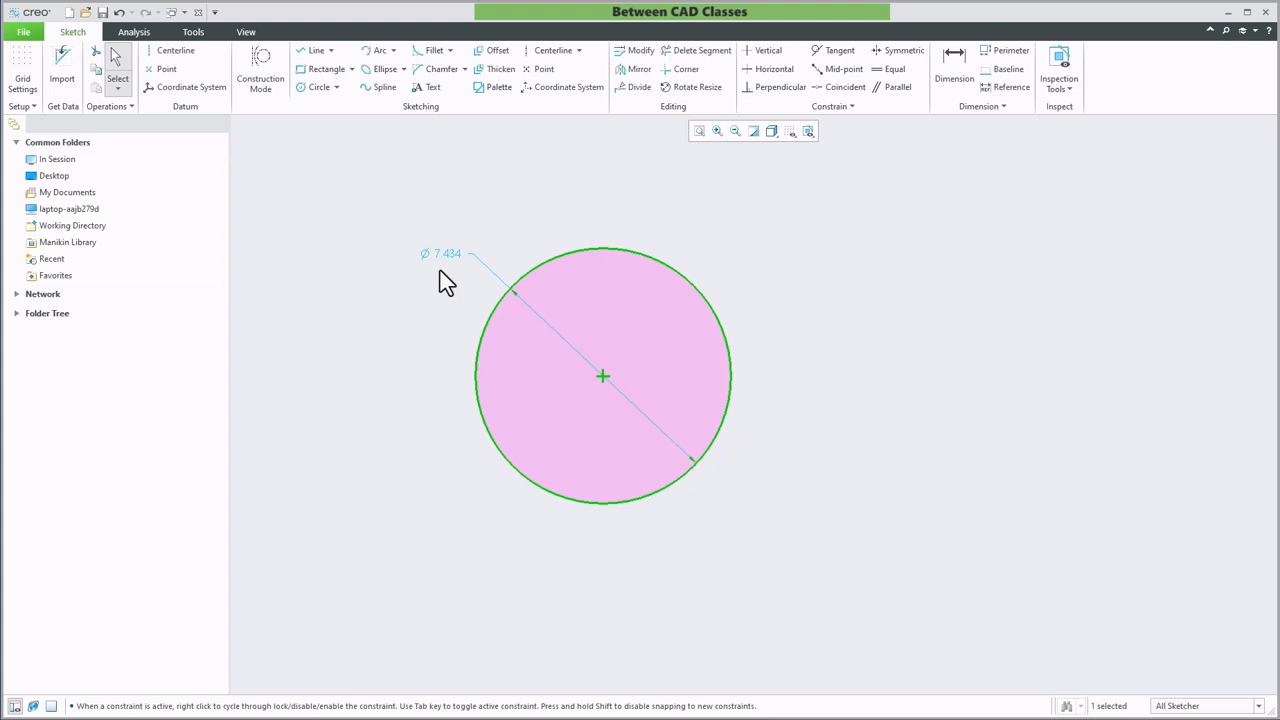 creo Between CAD Classes
File Sketch Analysis Tools View
Centerline Line Arc Fillet Offset Centerline Modify Delete Segment Vertical Tangent Symmetric Perimeter
Point Rectangle Ellipse Chamfer Thicken Point Mirror Corner Horizontal Mid-point Equal Baseline
Coordinate System Circle Spline Text Palette Coordinate System Divide Rotate Resize Perpendicular Coincident Parallel Reference
Grid Settings Import Select Construction Mode Dimension Inspection Tools
Setup Get Data Operations Datum Sketching Editing Constrain Dimension Inspect
Common Folders
In Session
Desktop
My Documents
laptop-aajb279d
Working Directory
Manikin Library
Recent
Favorites
Network
Folder Tree
Ø 7.434
• When a constraint is active, right click to cycle through lock/disable/enable the constraint. Use Tab key to toggle active constraint. Press and hold Shift to disable snapping to new constraints. 1 selected All Sketcher